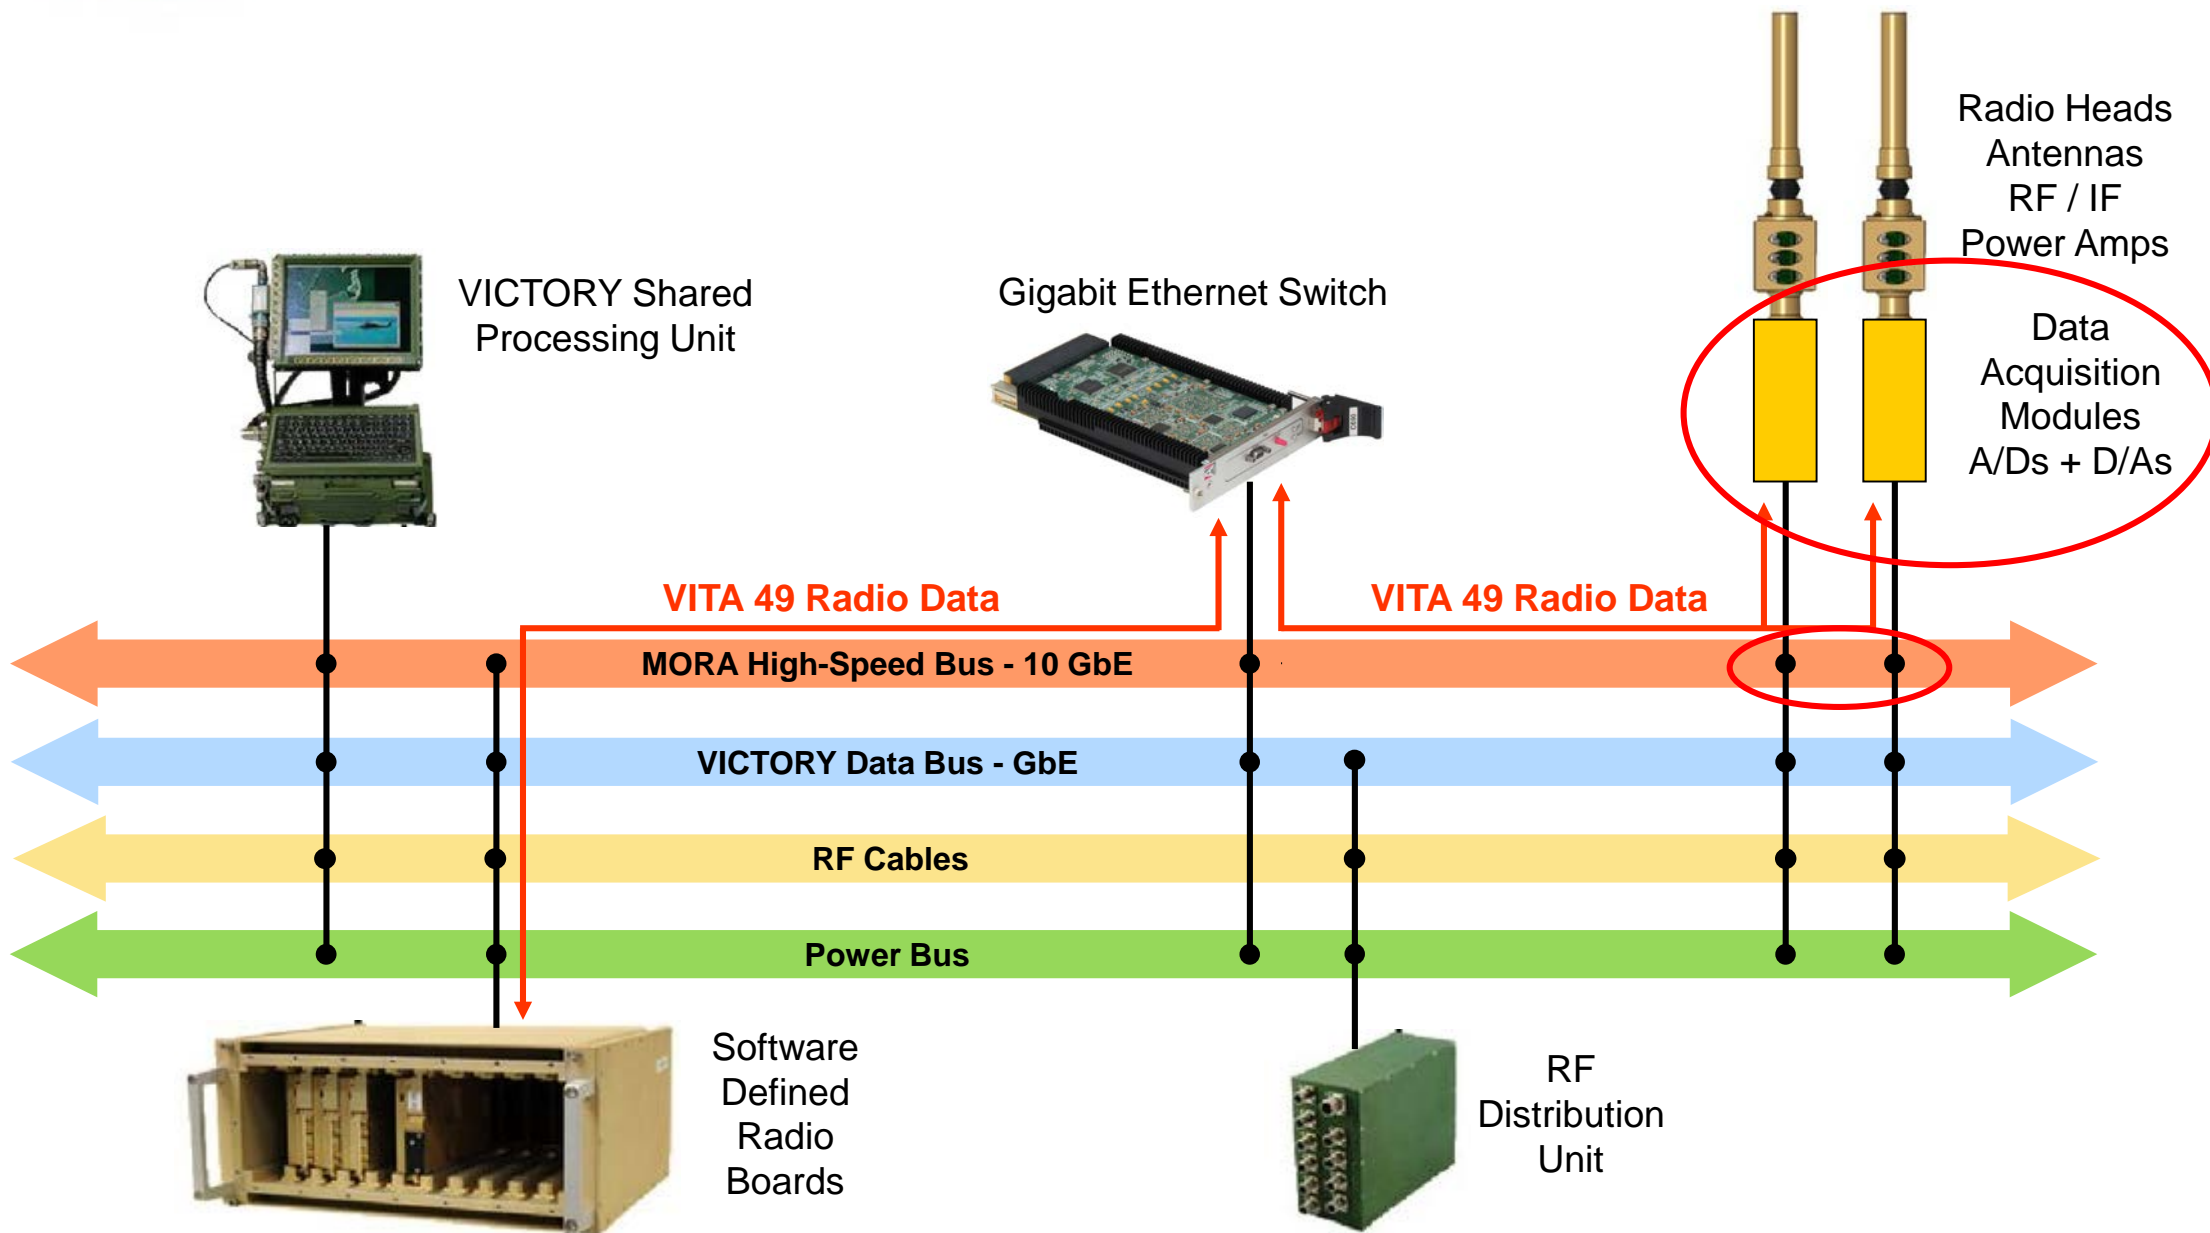 Radio Heads
Antennas
RF / IF
Power Amps
VICTORY Shared
Processing Unit
Gigabit Ethernet Switch
Data
Acquisition
Modules
A/Ds + D/As
VITA 49 Radio Data
VITA 49 Radio Data
MORA High-Speed Bus - 10 GbE
VICTORY Data Bus - GbE
RF Cables
Power Bus
Software
Defined
Radio
Boards
RF
Distribution
Unit